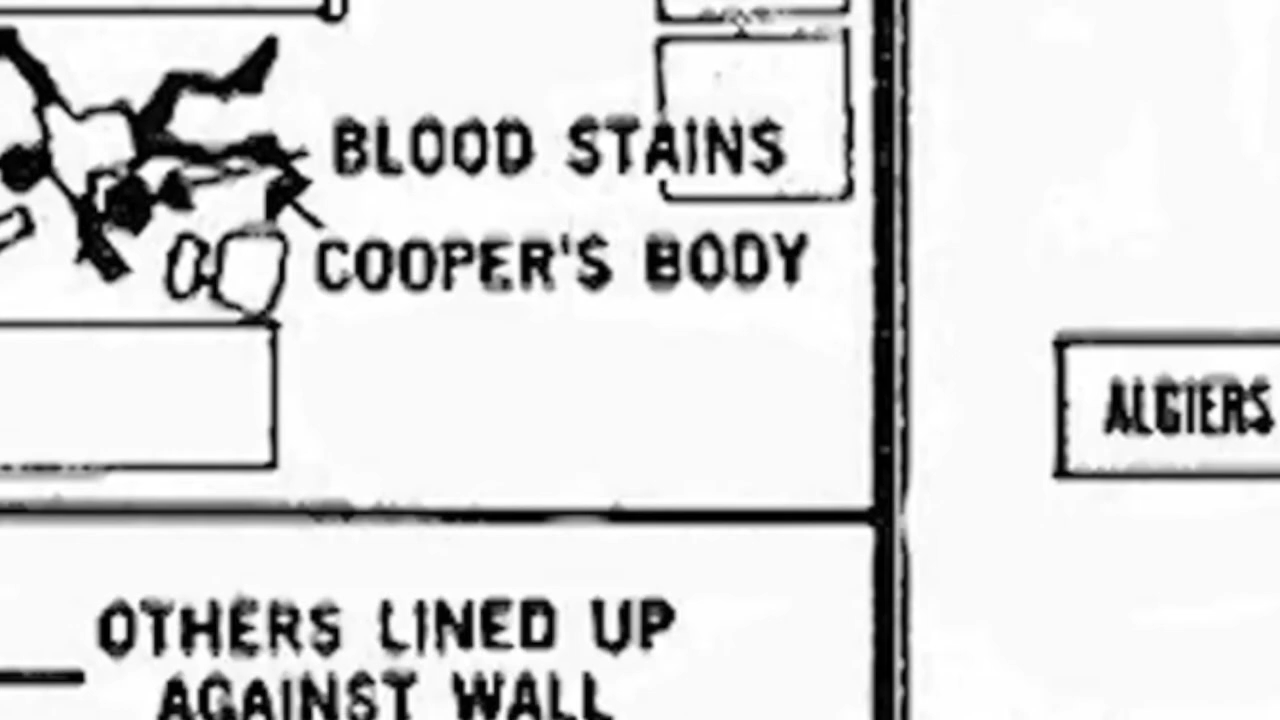 BLOOD STAINS
COOPER'S BODY
ALGIERS
OTHERS LINED UP
AGAINST WALL